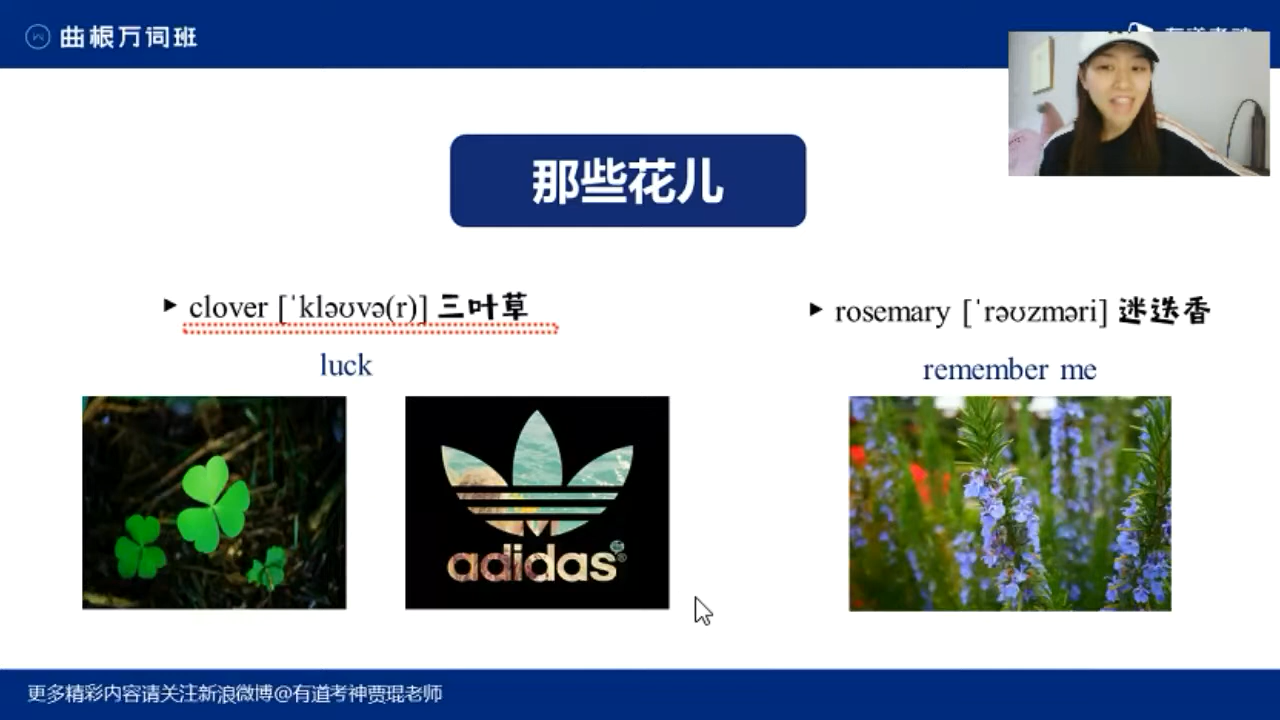 曲根万词班
那些花儿
clover [ˈkləʊvə(r)] 三叶草
luck
rosemary [ˈrəʊzməri] 迷迭香
remember me
adidas®
更多精彩内容请关注新浪微博@有道考神贾琨老师